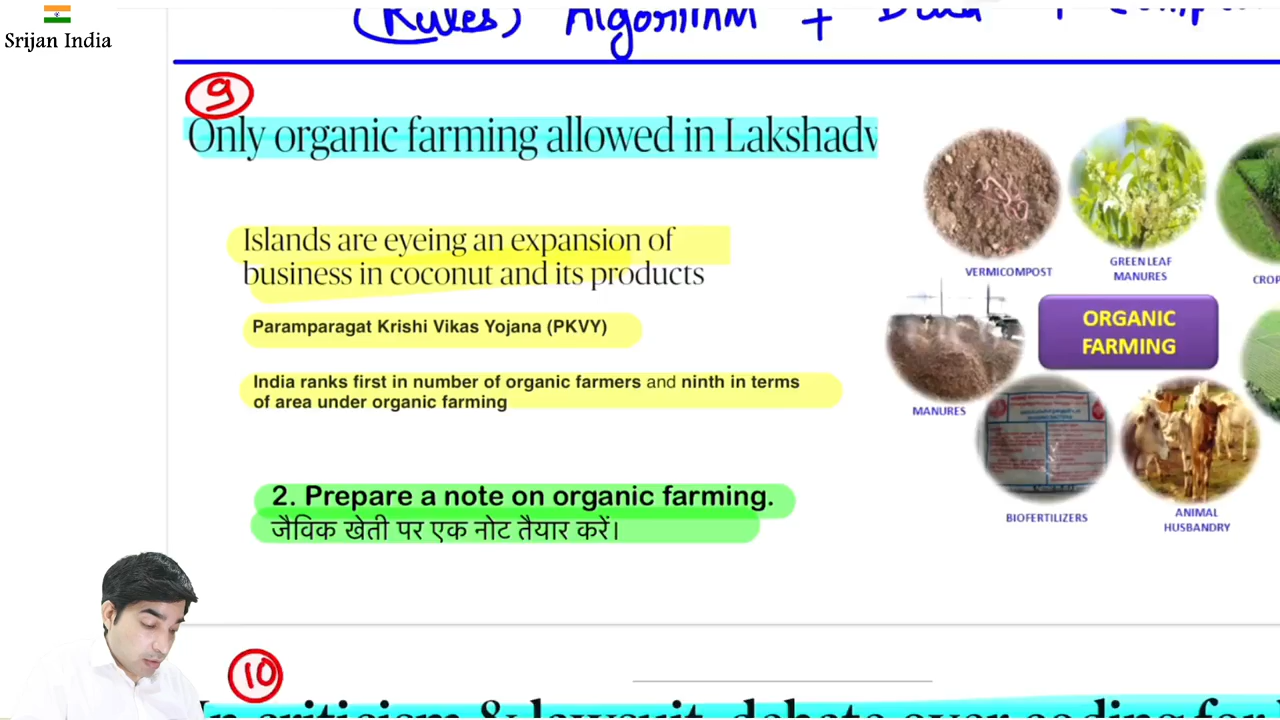 Srijan India
(Rules) Algorithm +
9
Only organic farming allowed in Lakshadw
Islands are eyeing an expansion of
business in coconut and its products
Paramparagat Krishi Vikas Yojana (PKVY)
India ranks first in number of organic farmers and ninth in terms
of area under organic farming
2. Prepare a note on organic farming.
जैविक खेती पर एक नोट तैयार करें।
VERMICOMPOST
GREEN LEAF
MANURES
CROP
ORGANIC
FARMING
MANURES
BIOFERTILIZERS
ANIMAL
HUSBANDRY
10
In criticism & lawsuit, debate over coding for